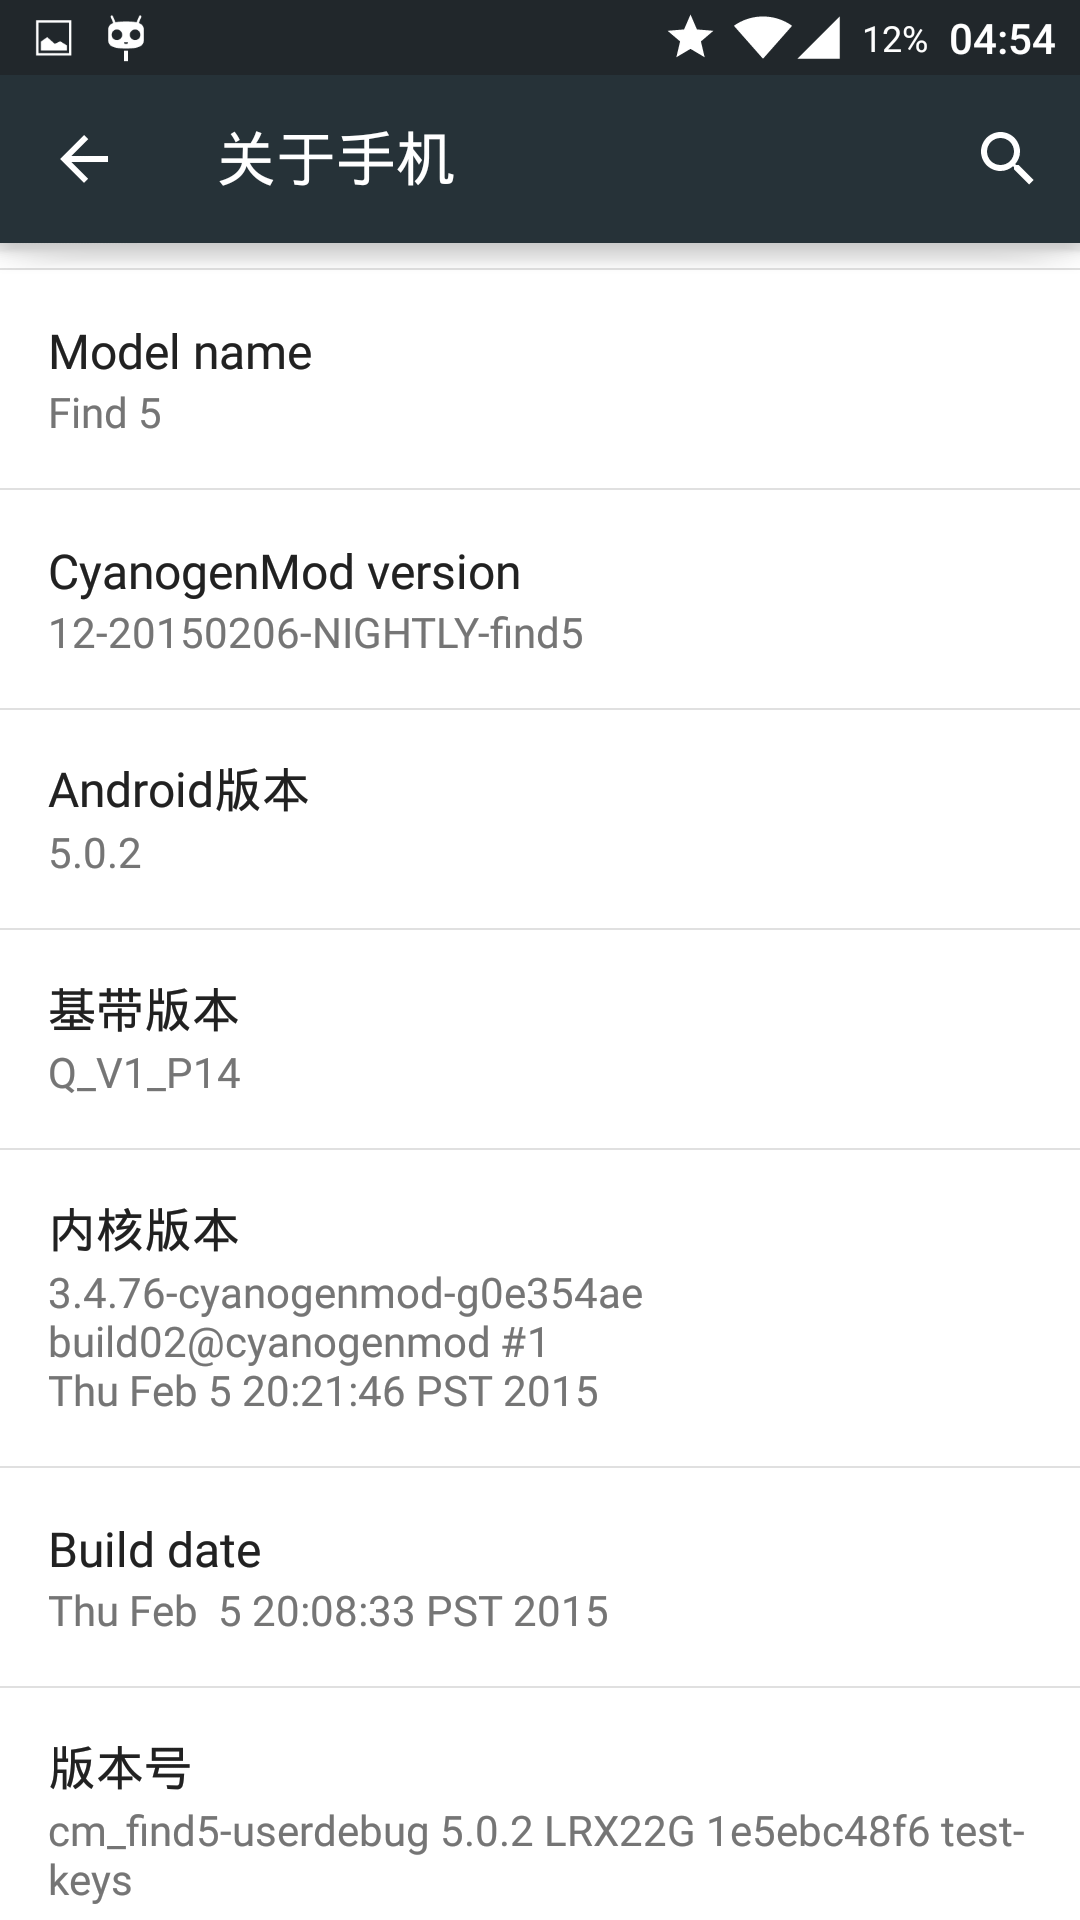 12% 04:54
关于手机
Model name
Find 5
CyanogenMod version
12-20150206-NIGHTLY-find5
Android版本
5.0.2
基带版本
Q_V1_P14
内核版本
3.4.76-cyanogenmod-g0e354ae
build02@cyanogenmod #1
Thu Feb 5 20:21:46 PST 2015
Build date
Thu Feb  5 20:08:33 PST 2015
版本号
cm_find5-userdebug 5.0.2 LRX22G 1e5ebc48f6 test-
keys